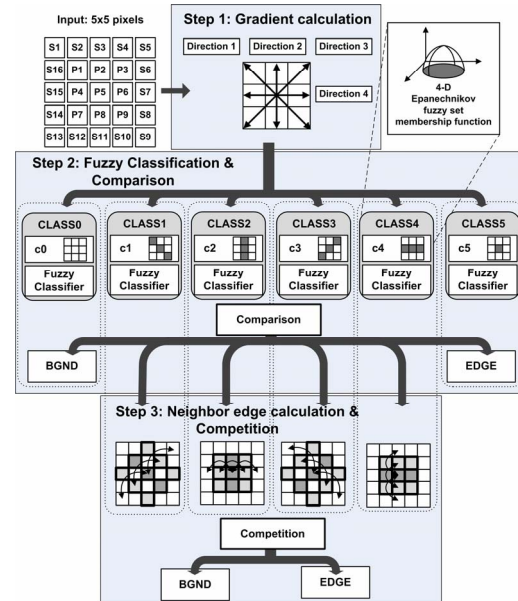 Input: 5x5 pixels
S1 S2 S3 S4 S5
S16 P1 P2 P3 S6
S15 P4 P5 P6 S7
S14 P7 P8 P9 S8
S13 S12 S11 S10 S9
Step 1: Gradient calculation
Direction 1 Direction 2 Direction 3
Direction 4
4-D
Epanechnikov
fuzzy set
membership function
Step 2: Fuzzy Classification &
Comparison
CLASS0 CLASS1 CLASS2 CLASS3 CLASS4 CLASS5
c0 c1 c2 c3 c4 c5
Fuzzy Fuzzy Fuzzy Fuzzy Fuzzy Fuzzy
Classifier Classifier Classifier Classifier Classifier Classifier
Comparison
BGND EDGE
Step 3: Neighbor edge calculation &
Competition
Competition
BGND EDGE